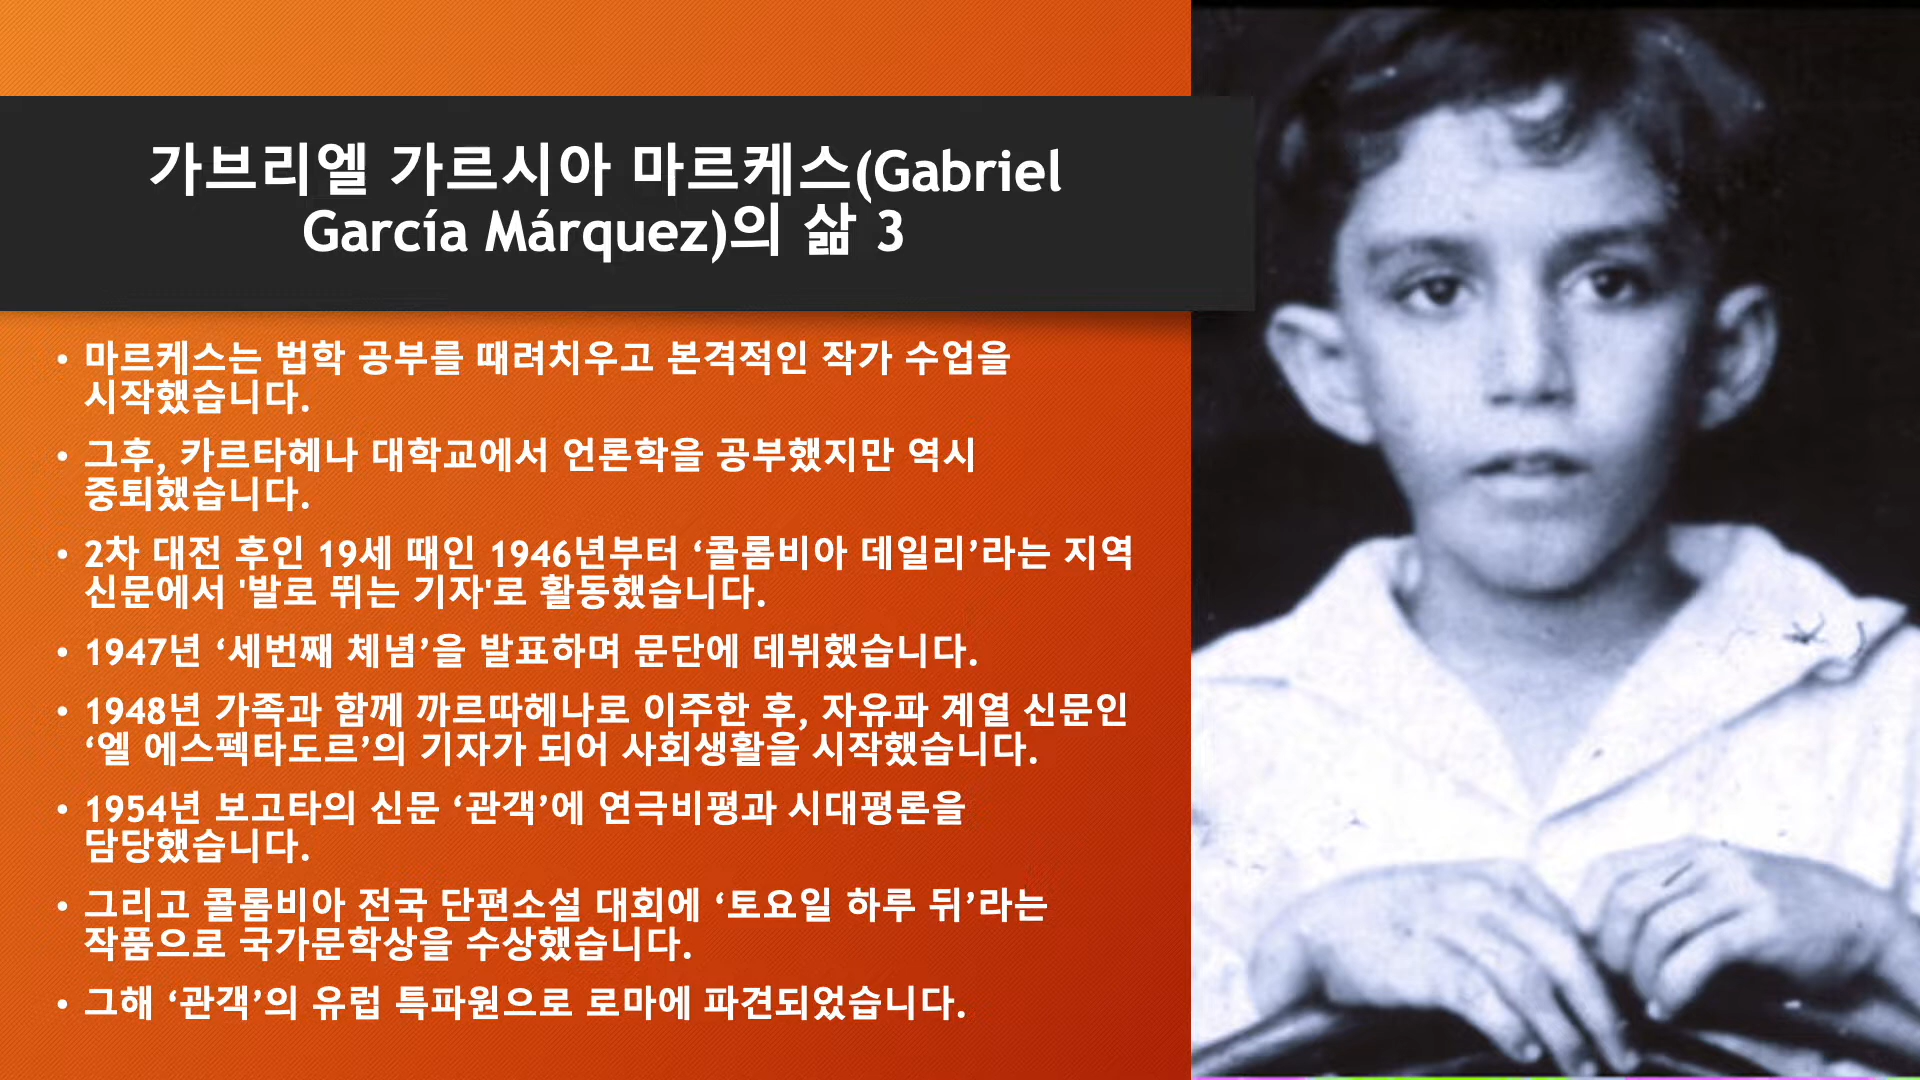 가브리엘 가르시아 마르케스(Gabriel
García Márquez)의 삶 3
• 마르케스는 법학 공부를 때려치우고 본격적인 작가 수업을
시작했습니다.
• 그후, 카르타헤나 대학교에서 언론학을 공부했지만 역시
중퇴했습니다.
• 2차 대전 후인 19세 때인 1946년부터 ‘콜롬비아 데일리’라는 지역
신문에서 '발로 뛰는 기자'로 활동했습니다.
• 1947년 ‘세번째 체념’을 발표하며 문단에 데뷔했습니다.
• 1948년 가족과 함께 까르따헤나로 이주한 후, 자유파 계열 신문인
‘엘 에스펙타도르’의 기자가 되어 사회생활을 시작했습니다.
• 1954년 보고타의 신문 ‘관객’에 연극비평과 시대평론을
담당했습니다.
• 그리고 콜롬비아 전국 단편소설 대회에 ‘토요일 하루 뒤’라는
작품으로 국가문학상을 수상했습니다.
• 그해 ‘관객’의 유럽 특파원으로 로마에 파견되었습니다.